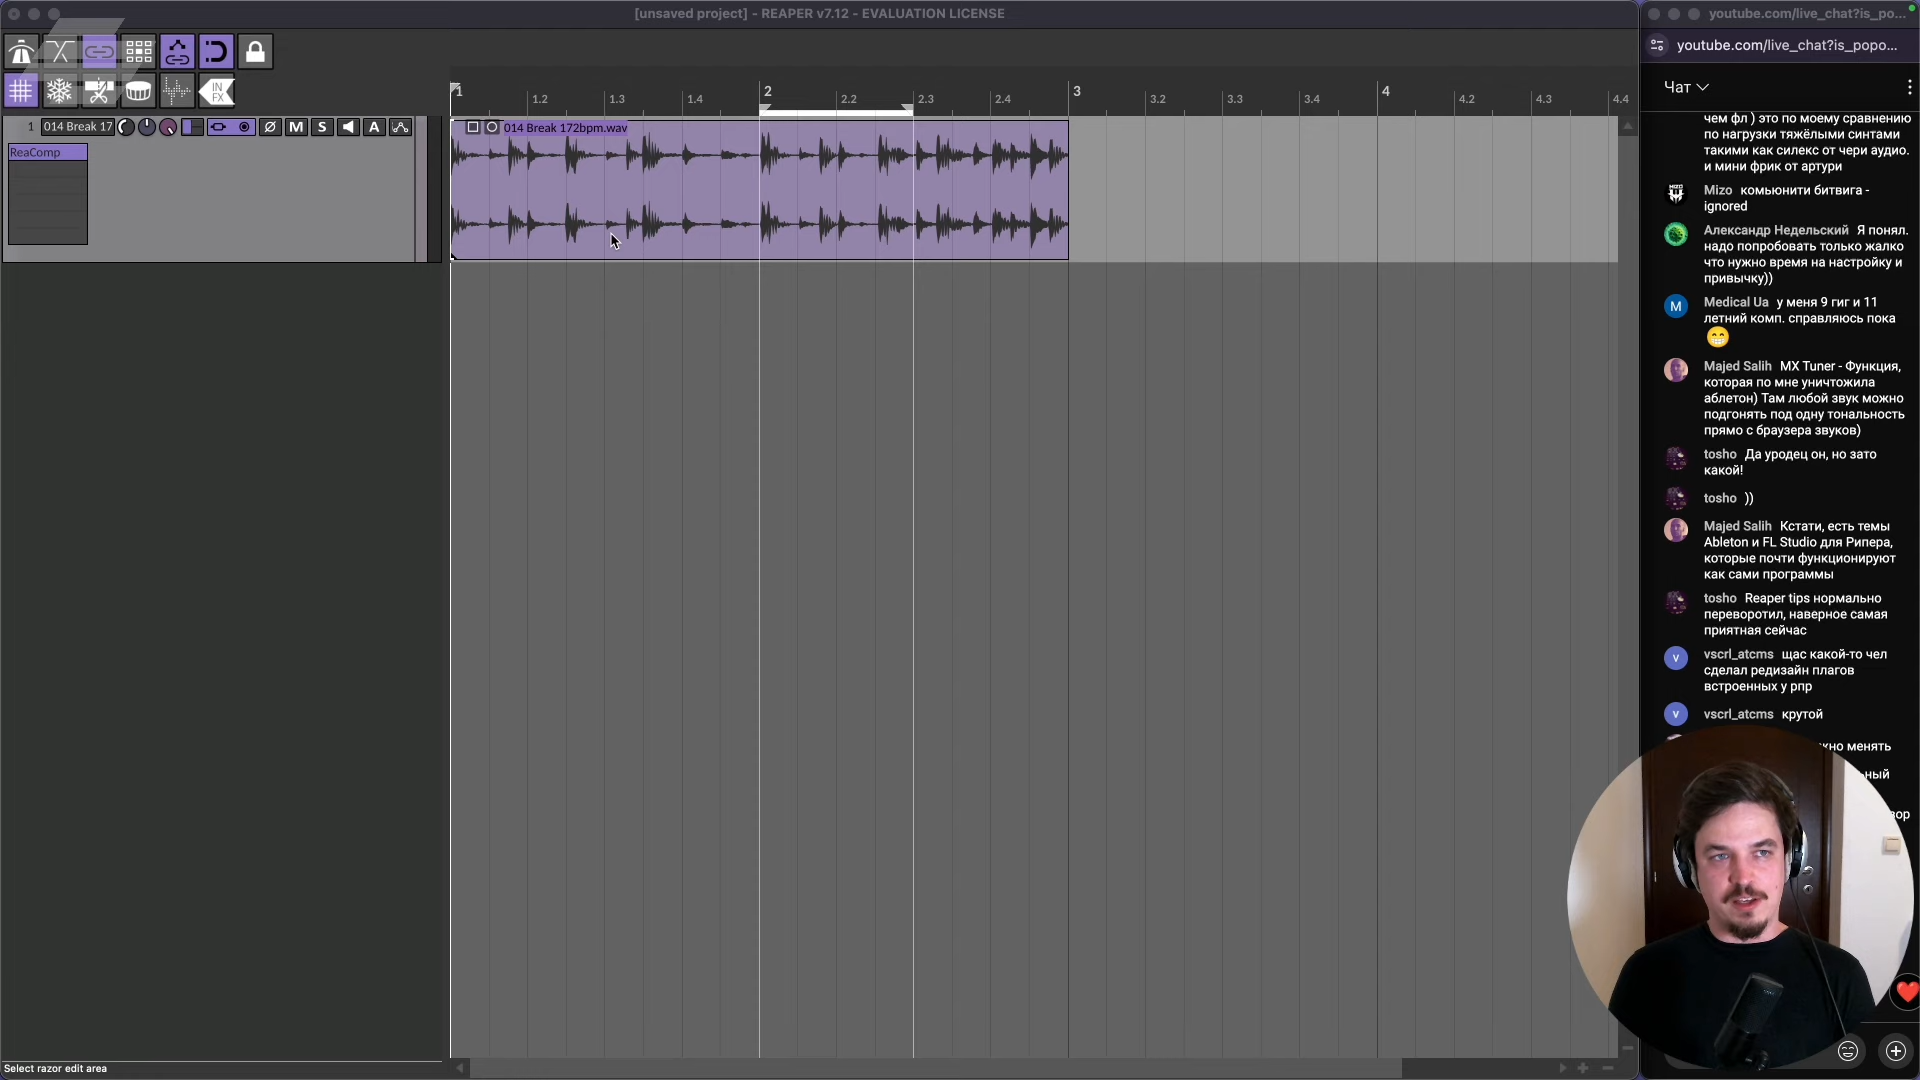 [unsaved project] - REAPER v7.12 - EVALUATION LICENSE
youtube.com/live_chat?is_po...
youtube.com/live_chat?is_popo...
Чат
IN
FX
1
1.2
1.3
1.4
2
2.2
2.3
2.4
3
3.2
3.3
3.4
4
4.2
4.3
4.4
1
014 Break 17
M
S
A
014 Break 172bpm.wav
ReaComp
чем фл ) это по моему сравнению
по нагрузки тяжёлыми синтами
такими как силекс от чери аудио.
и мини фрик от артури
Mizo комьюнити битвига -
ignored
Александр Недельский Я понял.
надо попробовать только жалко
что нужно время на настройку и
привычку))
M
Medical Ua у меня 9 гиг и 11
летний комп. справляюсь пока
Majed Salih MX Tuner - Функция,
которая по мне уничтожила
аблетон) Там любой звук можно
подгонять под одну тональность
прямо с браузера звуков)
tosho Да уродец он, но зато
какой!
tosho ))
Majed Salih Кстати, есть темы
Ableton и FL Studio для Рипера,
которые почти функционируют
как сами программы
tosho Reaper tips нормально
переворотил, наверное самая
приятная сейчас
v
vscrl_atcms щас какой-то чел
сделал редизайн плагов
встроенных у рпр
v
vscrl_atcms крутой
менять
Select razor edit area